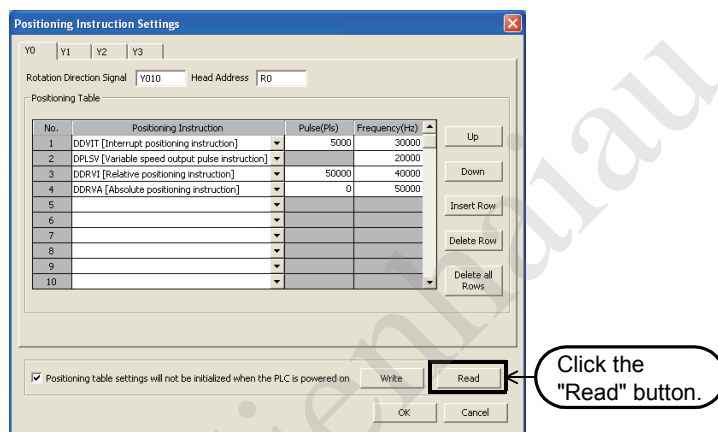 Positioning Instruction Settings
Y0 Y1 Y2 Y3
Rotation Direction Signal Y010 Head Address R0
Positioning Table
No. Positioning Instruction Pulse(Pls) Frequency(Hz)
1 DDVIT [Interrupt positioning instruction] 5000 30000
2 DPLSV [Variable speed output pulse instruction] 20000
3 DDRVI [Relative positioning instruction] 50000 40000
4 DDRVA [Absolute positioning instruction] 0 50000
5
6
7
8
9
10
Up
Down
Insert Row
Delete Row
Delete all
Rows
Positioning table settings will not be initialized when the PLC is powered on Write Read
OK Cancel
Click the
"Read" button.